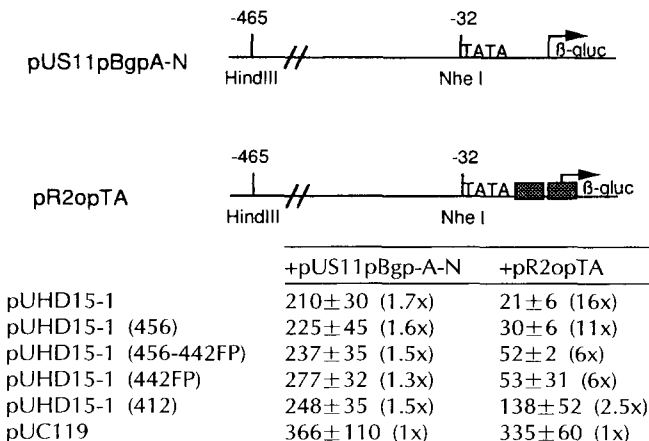 -465 -32
TATA ß-gluc
pUS11pBgpA-N
HindIII Nhe I
-465 -32
TATA ß-gluc
pR2opTA
HindIII Nhe I
+pUS11pBgp-A-N +pR2opTA
pUHD15-1 210±30 (1.7x) 21±6 (16x)
pUHD15-1 (456) 225±45 (1.6x) 30±6 (11x)
pUHD15-1 (456-442FP) 237±35 (1.5x) 52±2 (6x)
pUHD15-1 (442FP) 277±32 (1.3x) 53±31 (6x)
pUHD15-1 (412) 248±35 (1.5x) 138±52 (2.5x)
pUC119 366±110 (1x) 335±60 (1x)